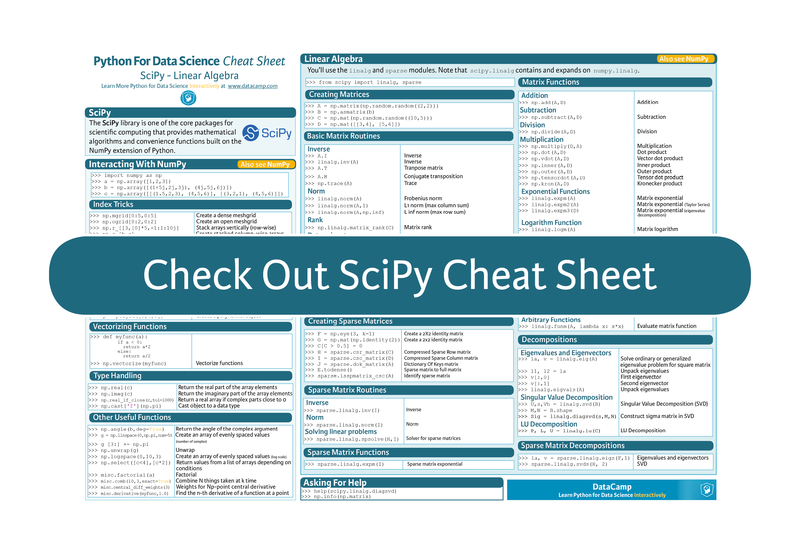 Python For Data Science Cheat Sheet
SciPy - Linear Algebra
Learn More Python for Data Science Interactively at www.datacamp.com
SciPy
The SciPy library is one of the core packages for
scientific computing that provides mathematical
algorithms and convenience functions built on the
NumPy extension of Python.
SciPy
Interacting With NumPy
Also see NumPy
>>> import numpy as np
>>> a = np.array([1,2,3])
>>> b = np.array([(1+5j,2j,3j), (4j,5j,6j)])
>>> c = np.array([[(1.5,2,3), (4,5,6)], [(3,2,1), (4,5,6)]])
Index Tricks
>>> np.mgrid[0:5,0:5] Create a dense meshgrid
>>> np.ogrid[0:2,0:2] Create an open meshgrid
>>> np.r_[[3,[0]*5,-1:1:10j] Stack arrays vertically (row-wise)
Check Out SciPy Cheat Sheet
Vectorizing Functions
>>> def myfunc(a):
if a < 0:
return a*2
else:
return a/2
>>> np.vectorize(myfunc) Vectorize functions
Type Handling
>>> np.real(c) Return the real part of the array elements
>>> np.imag(c) Return the imaginary part of the array elements
>>> np.real_if_close(c,tol=1000) Return a real array if complex parts close to 0
>>> np.cast['f'](np.pi) Cast object to a data type
Other Useful Functions
>>> np.angle(b,deg=True) Return the angle of the complex argument
>>> g = np.linspace(0,np.pi,num=5) Create an array of evenly spaced values
(number of samples)
>>> g [3:] += np.pi
>>> np.unwrap(g) Unwrap
>>> np.logspace(0,10,3) Create an array of evenly spaced values (log scale)
>>> np.select([c<4],[c*2]) Return values from a list of arrays depending on
conditions
>>> misc.factorial(a) Factorial
>>> misc.comb(10,3,exact=True) Combine N things taken at k time
>>> misc.central_diff_weights(3) Weights for Np-point central derivative
>>> misc.derivative(myfunc,1.0) Find the n-th derivative of a function at a point
Linear Algebra
Also see NumPy
You'll use the linalg and sparse modules. Note that scipy.linalg contains and expands on numpy.linalg.
>>> from scipy import linalg, sparse
Creating Matrices
>>> A = np.matrix(np.random.random((2,2)))
>>> B = np.asmatrix(b)
>>> C = np.mat(np.random.random((10,5)))
>>> D = np.mat([[3,4], [5,6]])
Basic Matrix Routines
Inverse
>>> A.I Inverse
>>> linalg.inv(A) Inverse
>>> A.T Tranpose matrix
>>> A.H Conjugate transposition
>>> np.trace(A) Trace
Norm
>>> linalg.norm(A) Frobenius norm
>>> linalg.norm(A,1) L1 norm (max column sum)
>>> linalg.norm(A,np.inf) L inf norm (max row sum)
Rank
>>> np.linalg.matrix_rank(C) Matrix rank
Creating Sparse Matrices
>>> F = np.eye(3, k=1) Create a 2X2 identity matrix
>>> G = np.mat(np.identity(2)) Create a 2x2 identity matrix
>>> C[C > 0.5] = 0
>>> H = sparse.csr_matrix(C) Compressed Sparse Row matrix
>>> I = sparse.csc_matrix(D) Compressed Sparse Column matrix
>>> J = sparse.dok_matrix(A) Dictionary Of Keys matrix
>>> E.todense() Sparse matrix to full matrix
>>> sparse.isspmatrix_csc(A) Identify sparse matrix
Sparse Matrix Routines
Inverse
>>> sparse.linalg.inv(I) Inverse
Norm
>>> sparse.linalg.norm(I) Norm
Solving linear problems
>>> sparse.linalg.spsolve(H,I) Solver for sparse matrices
Sparse Matrix Functions
>>> sparse.linalg.expm(I) Sparse matrix exponential
Asking For Help
>>> help(scipy.linalg.diagsvd)
>>> np.info(np.matrix)
Matrix Functions
Addition
>>> np.add(A,D) Addition
Subtraction
>>> np.subtract(A,D) Subtraction
Division
>>> np.divide(A,D) Division
Multiplication
>>> np.multiply(D,A) Multiplication
>>> np.dot(A,D) Dot product
>>> np.vdot(A,D) Vector dot product
>>> np.inner(A,D) Inner product
>>> np.outer(A,D) Outer product
>>> np.tensordot(A,D) Tensor dot product
>>> np.kron(A,D) Kronecker product
Exponential Functions
>>> linalg.expm(A) Matrix exponential
>>> linalg.expm2(A) Matrix exponential (Taylor Series)
>>> linalg.expm3(D) Matrix exponential (eigenvalue
decomposition)
Logarithm Function
>>> linalg.logm(A) Matrix logarithm
Arbitrary Functions
>>> linalg.funm(A, lambda x: x*x) Evaluate matrix function
Decompositions
Eigenvalues and Eigenvectors
>>> la, v = linalg.eig(A) Solve ordinary or generalized
eigenvalue problem for square matrix
>>> l1, l2 = la Unpack eigenvalues
>>> v[:,0] First eigenvector
>>> v[:,1] Second eigenvector
>>> linalg.eigvals(A) Unpack eigenvalues
Singular Value Decomposition
>>> U,s,Vh = linalg.svd(B) Singular Value Decomposition (SVD)
>>> M,N = B.shape
>>> Sig = linalg.diagsvd(s,M,N) Construct sigma matrix in SVD
LU Decomposition
>>> P, L, U = linalg.lu(C) LU Decomposition
Sparse Matrix Decompositions
>>> la, v = sparse.linalg.eigs(F,1) Eigenvalues and eigenvectors
>>> sparse.linalg.svds(H, 2) SVD
DataCamp
Learn Python for Data Science Interactively